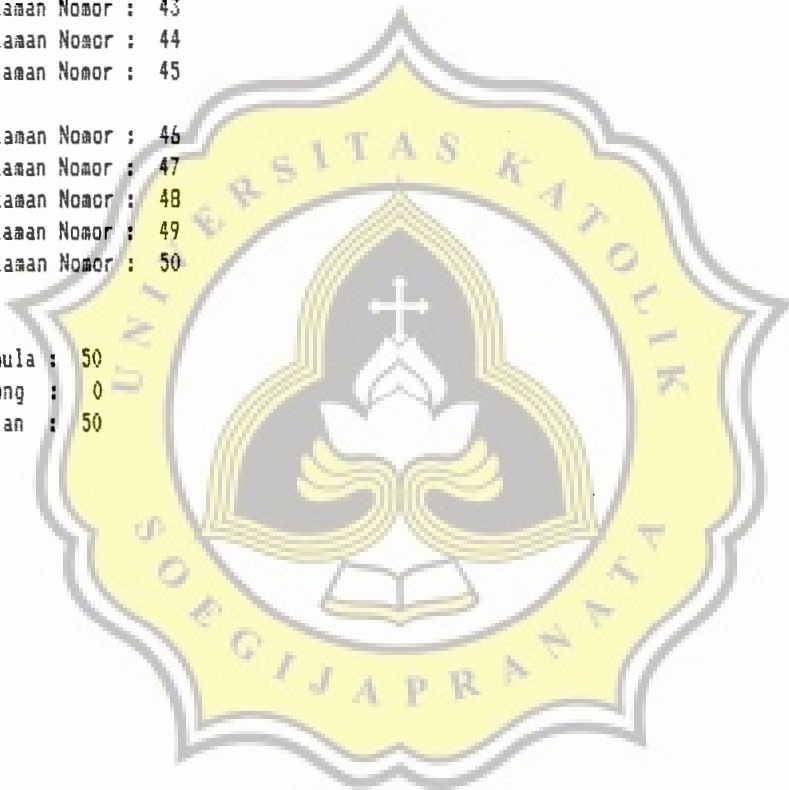 aman Nomor : 43
aman Nomor : 44
aman Nomor : 45
aman Nomor : 46
aman Nomor : 47
aman Nomor : 48
aman Nomor : 49
aman Nomor : 50
ula : 50
ong : 0
an : 50
UNIVERSITAS KATOLIK
SOEGIJAPRANATA